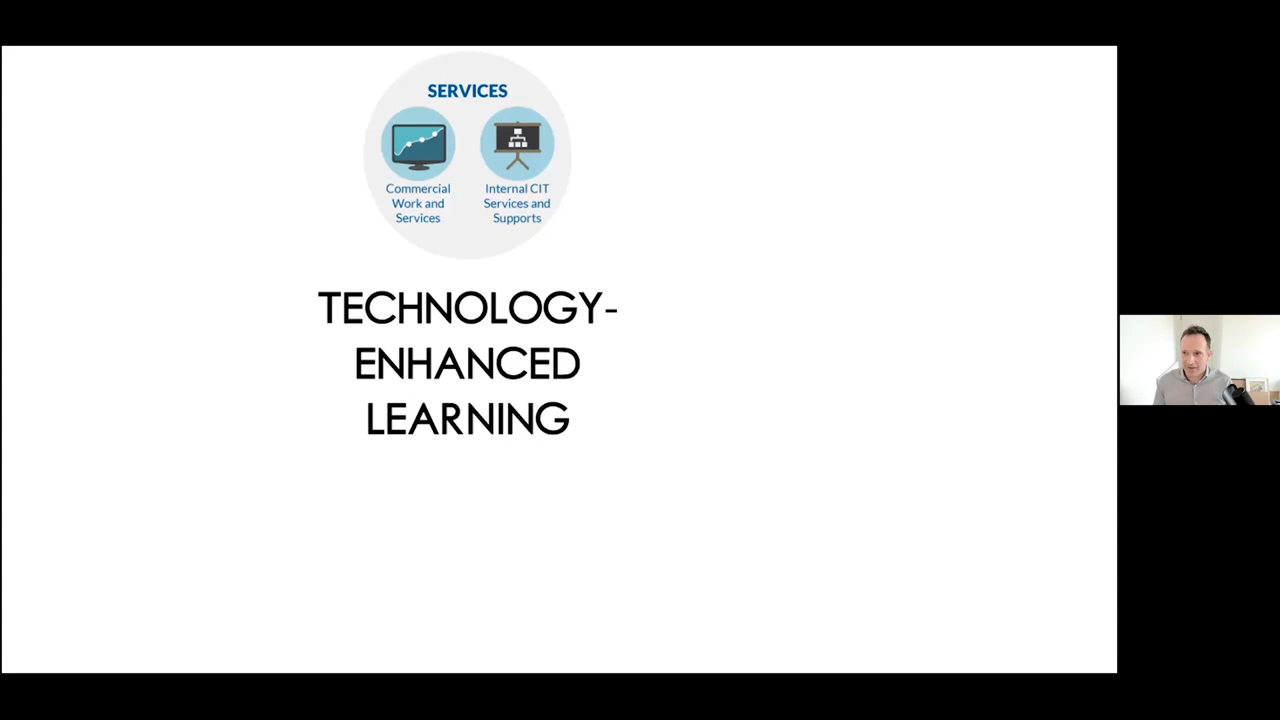 SERVICES
Commercial
Work and
Services
Internal CIT
Services and
Supports
TECHNOLOGY-
ENHANCED
LEARNING